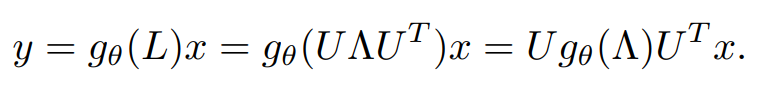 y = g_θ(L)x = g_θ(UΛU^T)x = Ug_θ(Λ)U^T x.